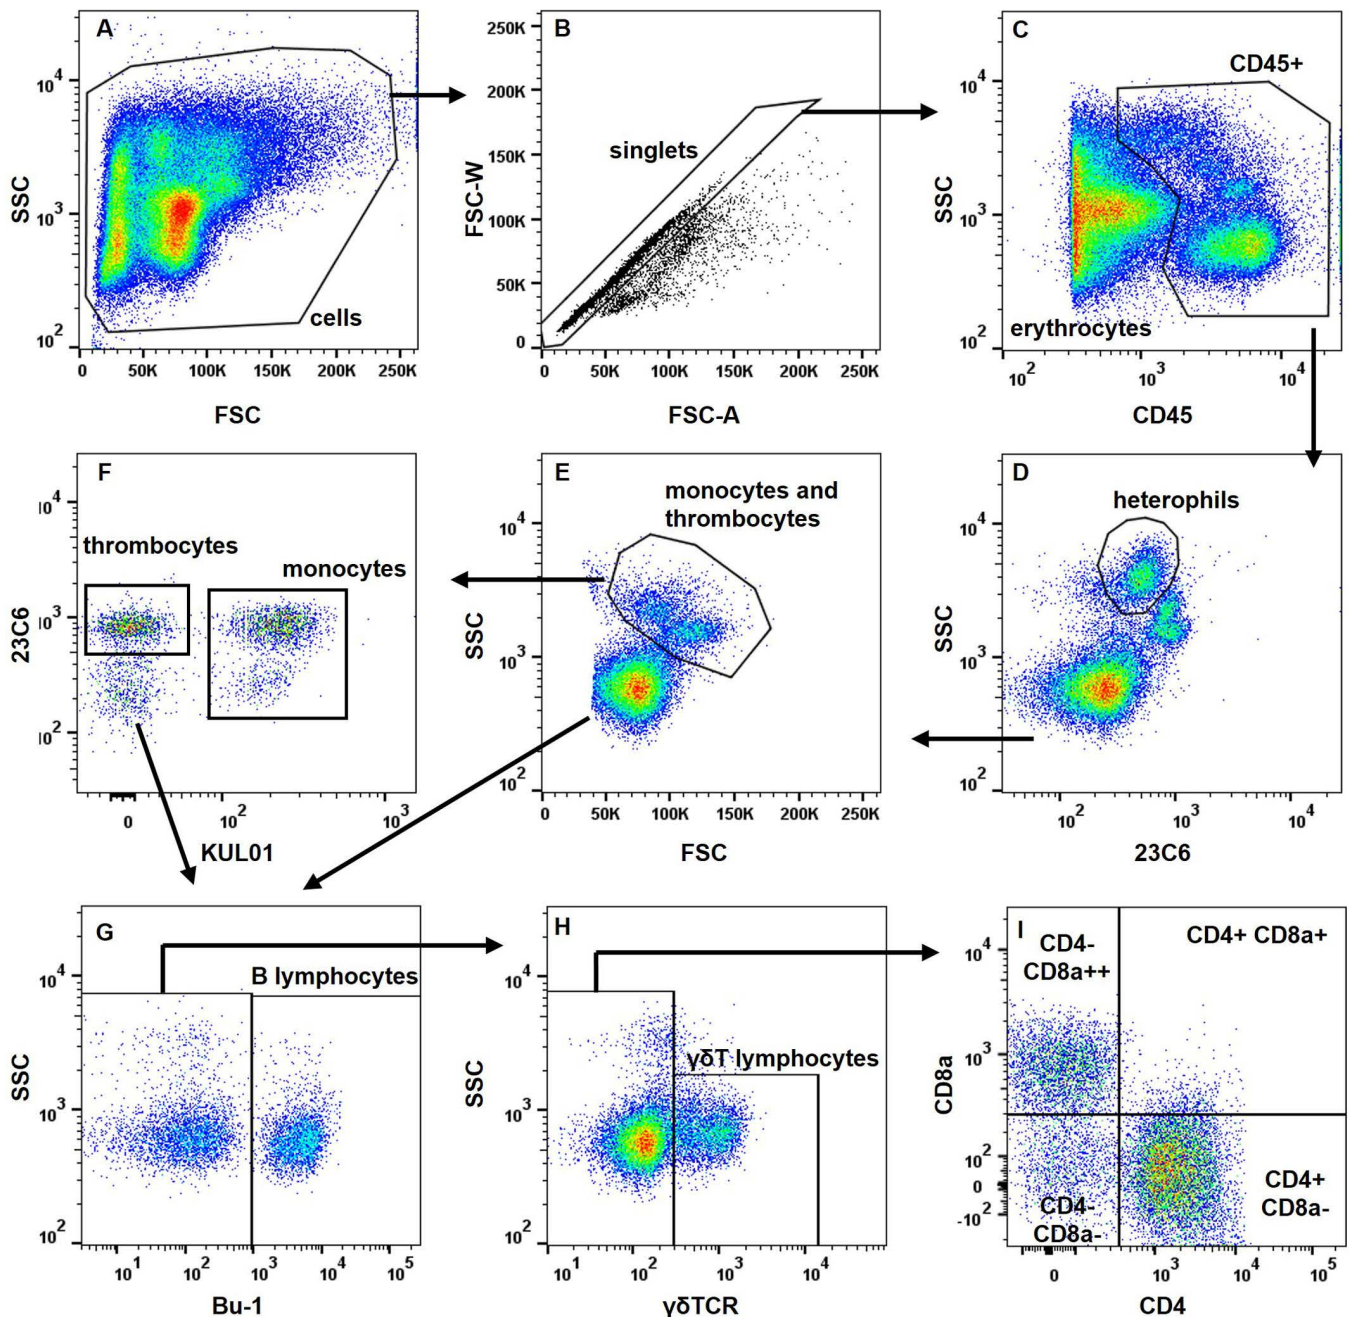 A
SSC
10^4
10^3
10^2
cells
0 50K 100K 150K 200K 250K
FSC
B
FSC-W
250K
200K
150K
100K
50K
0
singlets
0 50K 100K 150K 200K 250K
FSC-A
C
CD45+
SSC
10^4
10^3
10^2
erythrocytes
10^2 10^3 10^4
CD45
F
23C6
10^4
thrombocytes
monocytes
10^3
10^2
0 10^2 10^3
KUL01
E
monocytes and
thrombocytes
SSC
10^4
10^3
10^2
0 50K 100K 150K 200K 250K
FSC
D
heterophils
SSC
10^4
10^3
10^2
10^2 10^3 10^4
23C6
G
B lymphocytes
SSC
10^4
10^3
10^2
10^1 10^2 10^3 10^4 10^5
Bu-1
H
γδT lymphocytes
SSC
10^4
10^3
10^2
10^1 10^2 10^3 10^4
γδTCR
I
CD4-
CD8a++
CD4+ CD8a+
CD8a
10^4
10^3
10^2
0
-10^2
CD4-
CD8a-
CD4+
CD8a-
0 10^3 10^4 10^5
CD4